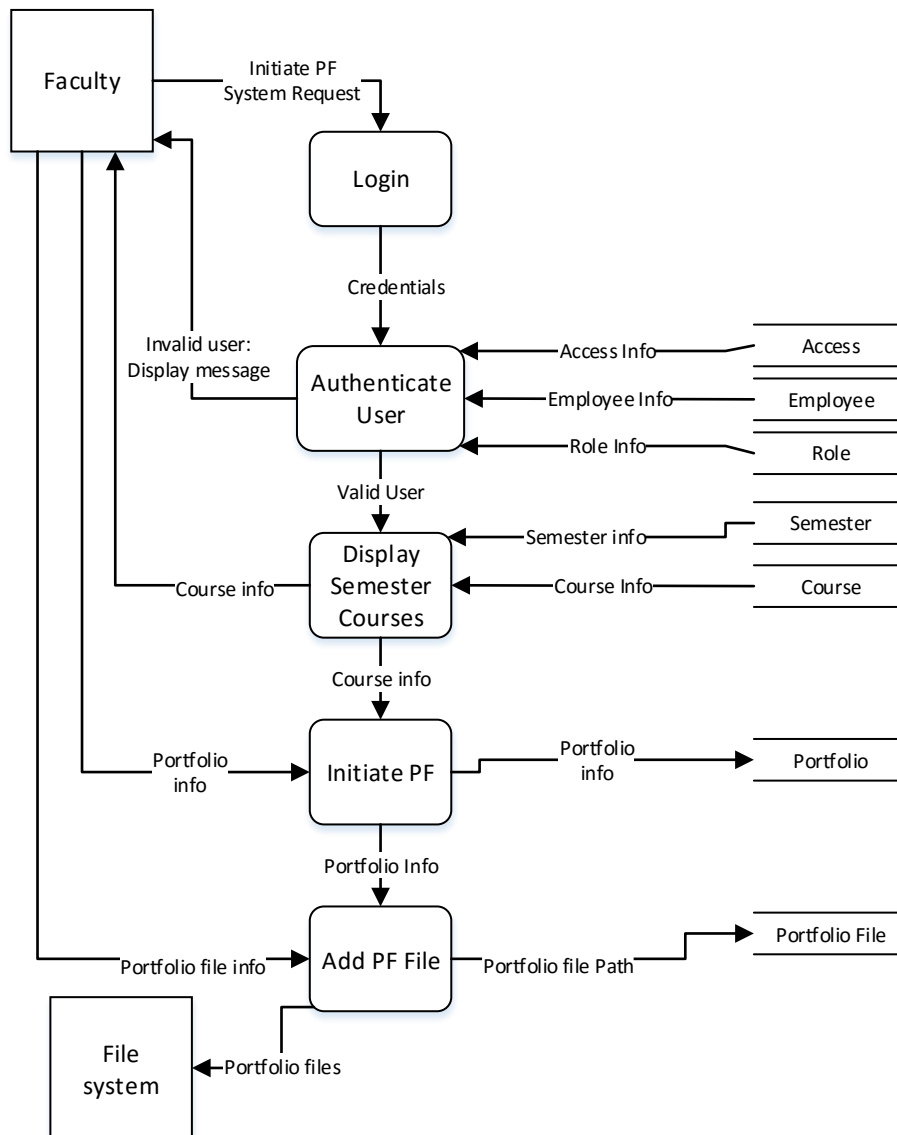 Faculty
Initiate PF
System Request
Login
Credentials
Invalid user:
Display message
Authenticate
User
Access Info
Access
Employee Info
Employee
Role Info
Role
Valid User
Display
Semester
Courses
Semester info
Semester
Course info
Course Info
Course
Course info
Portfolio
info
Initiate PF
Portfolio
info
Portfolio
Portfolio Info
Portfolio file info
Add PF File
Portfolio file Path
Portfolio File
File
system
Portfolio files